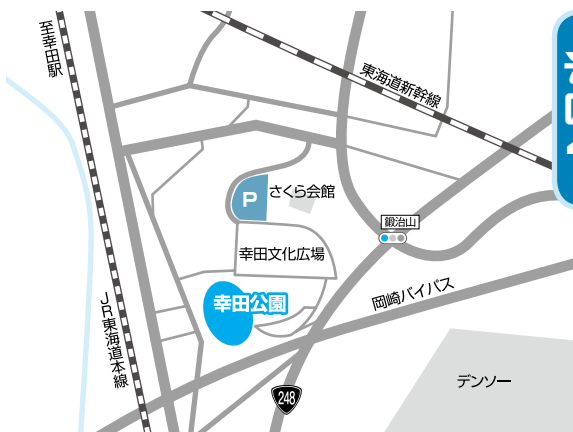 至幸田駅
東海道新幹線
P
さくら会館
鍛治山
幸田文化広場
岡崎バイパス
幸田公園
JR東海道本線
デンソー
248